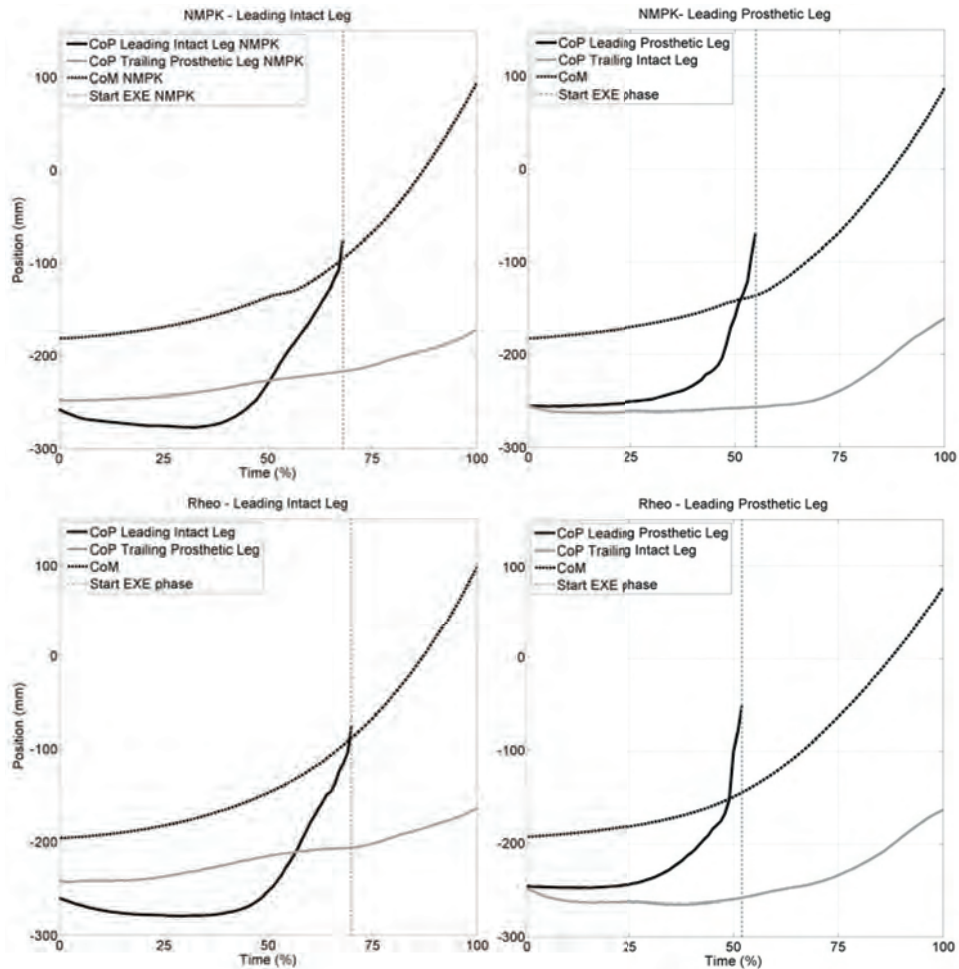 NMPK - Leading Intact Leg
CoP Leading Intact Leg NMPK
CoP Trailing Prosthetic Leg NMPK
CoM NMPK
Start EXE NMPK
Position (mm)
100
0
-100
-200
-300
0
25
50
75
100
Time (%)
NMPK- Leading Prosthetic Leg
CoP Leading Prosthetic Leg
CoP Trailing Intact Leg
CoM
Start EXE phase
100
0
-100
-200
-300
0
25
50
75
100
Time (%)
Rheo - Leading Intact Leg
CoP Leading Intact Leg
CoP Trailing Prosthetic Leg
CoM
Start EXE phase
Position (mm)
100
0
-100
-200
-300
0
25
50
75
100
Time (%)
Rheo - Leading Prosthetic Leg
CoP Leading Prosthetic Leg
CoP Trailing Intact Leg
CoM
Start EXE phase
100
0
-100
-200
-300
0
25
50
75
100
Time (%)